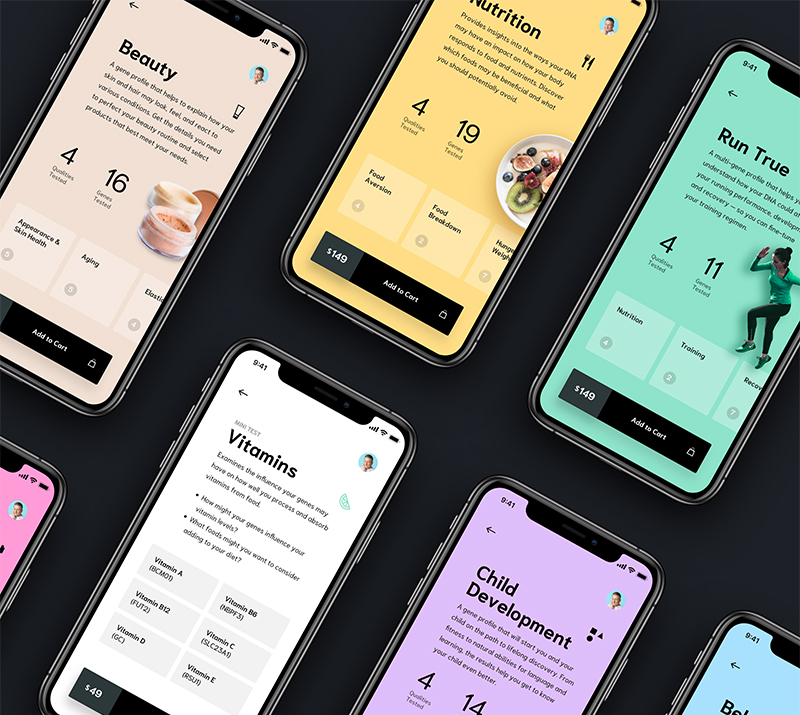 Beauty
A gene profile that helps to explain how your
skin and hair may look, feel, and react to
various conditions. Get the details you need
to perfect your beauty routine and select
products that best meet your needs.
4
Qualities
Tested
16
Genes
Tested
Appearance &
Skin Health
5
Aging
5
Elastic
4
Add to Cart
Nutrition
Provides insights into the ways your DNA
may have an impact on how your body
responds to food and nutrients. Discover
which foods may be beneficial and what
you should potentially avoid.
4
Qualities
Tested
19
Genes
Tested
Food
Aversion
4
Food
Breakdown
2
Hunge
Weigh
7
$149
Add to Cart
9:41
Run True
A multi-gene profile that helps y
understand how your DNA could a
your running performance, develop
and recovery — so you can fine-tune
your training regimen.
4
Qualities
Tested
11
Genes
Tested
Nutrition
4
Training
2
Recov
7
$149
Add to Cart
9:41
MINI TEST
Vitamins
Examines the influence your genes may
have on how well you process and absorb
vitamins from food.
• How might your genes influence your
vitamin levels?
• What foods might you want to consider
adding to your diet?
Vitamin A
(BCMO1)
Vitamin B6
(NBPF3)
Vitamin B12
(FUT2)
Vitamin C
(SLC23A1)
Vitamin D
(GC)
Vitamin E
(RSU1)
$49
9:41
Child
Development
A gene profile that will start you and your
child on the path to lifelong discovery. From
fitness to natural abilities for language and
learning, the results help you get to know
your child even better.
4
Qualities
14
9:41